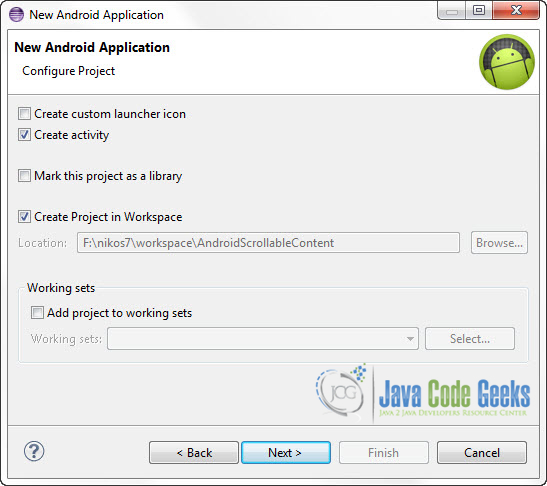 New Android Application
New Android Application
Configure Project
Create custom launcher icon
Create activity
Mark this project as a library
Create Project in Workspace
Location: F:\nikos7\workspace\AndroidScrollableContent Browse...
Working sets
Add project to working sets
Working sets: Select...
JCG
Java Code Geeks
JAVA 2 JAVA DEVELOPERS RESOURCE CENTER
? < Back Next > Finish Cancel